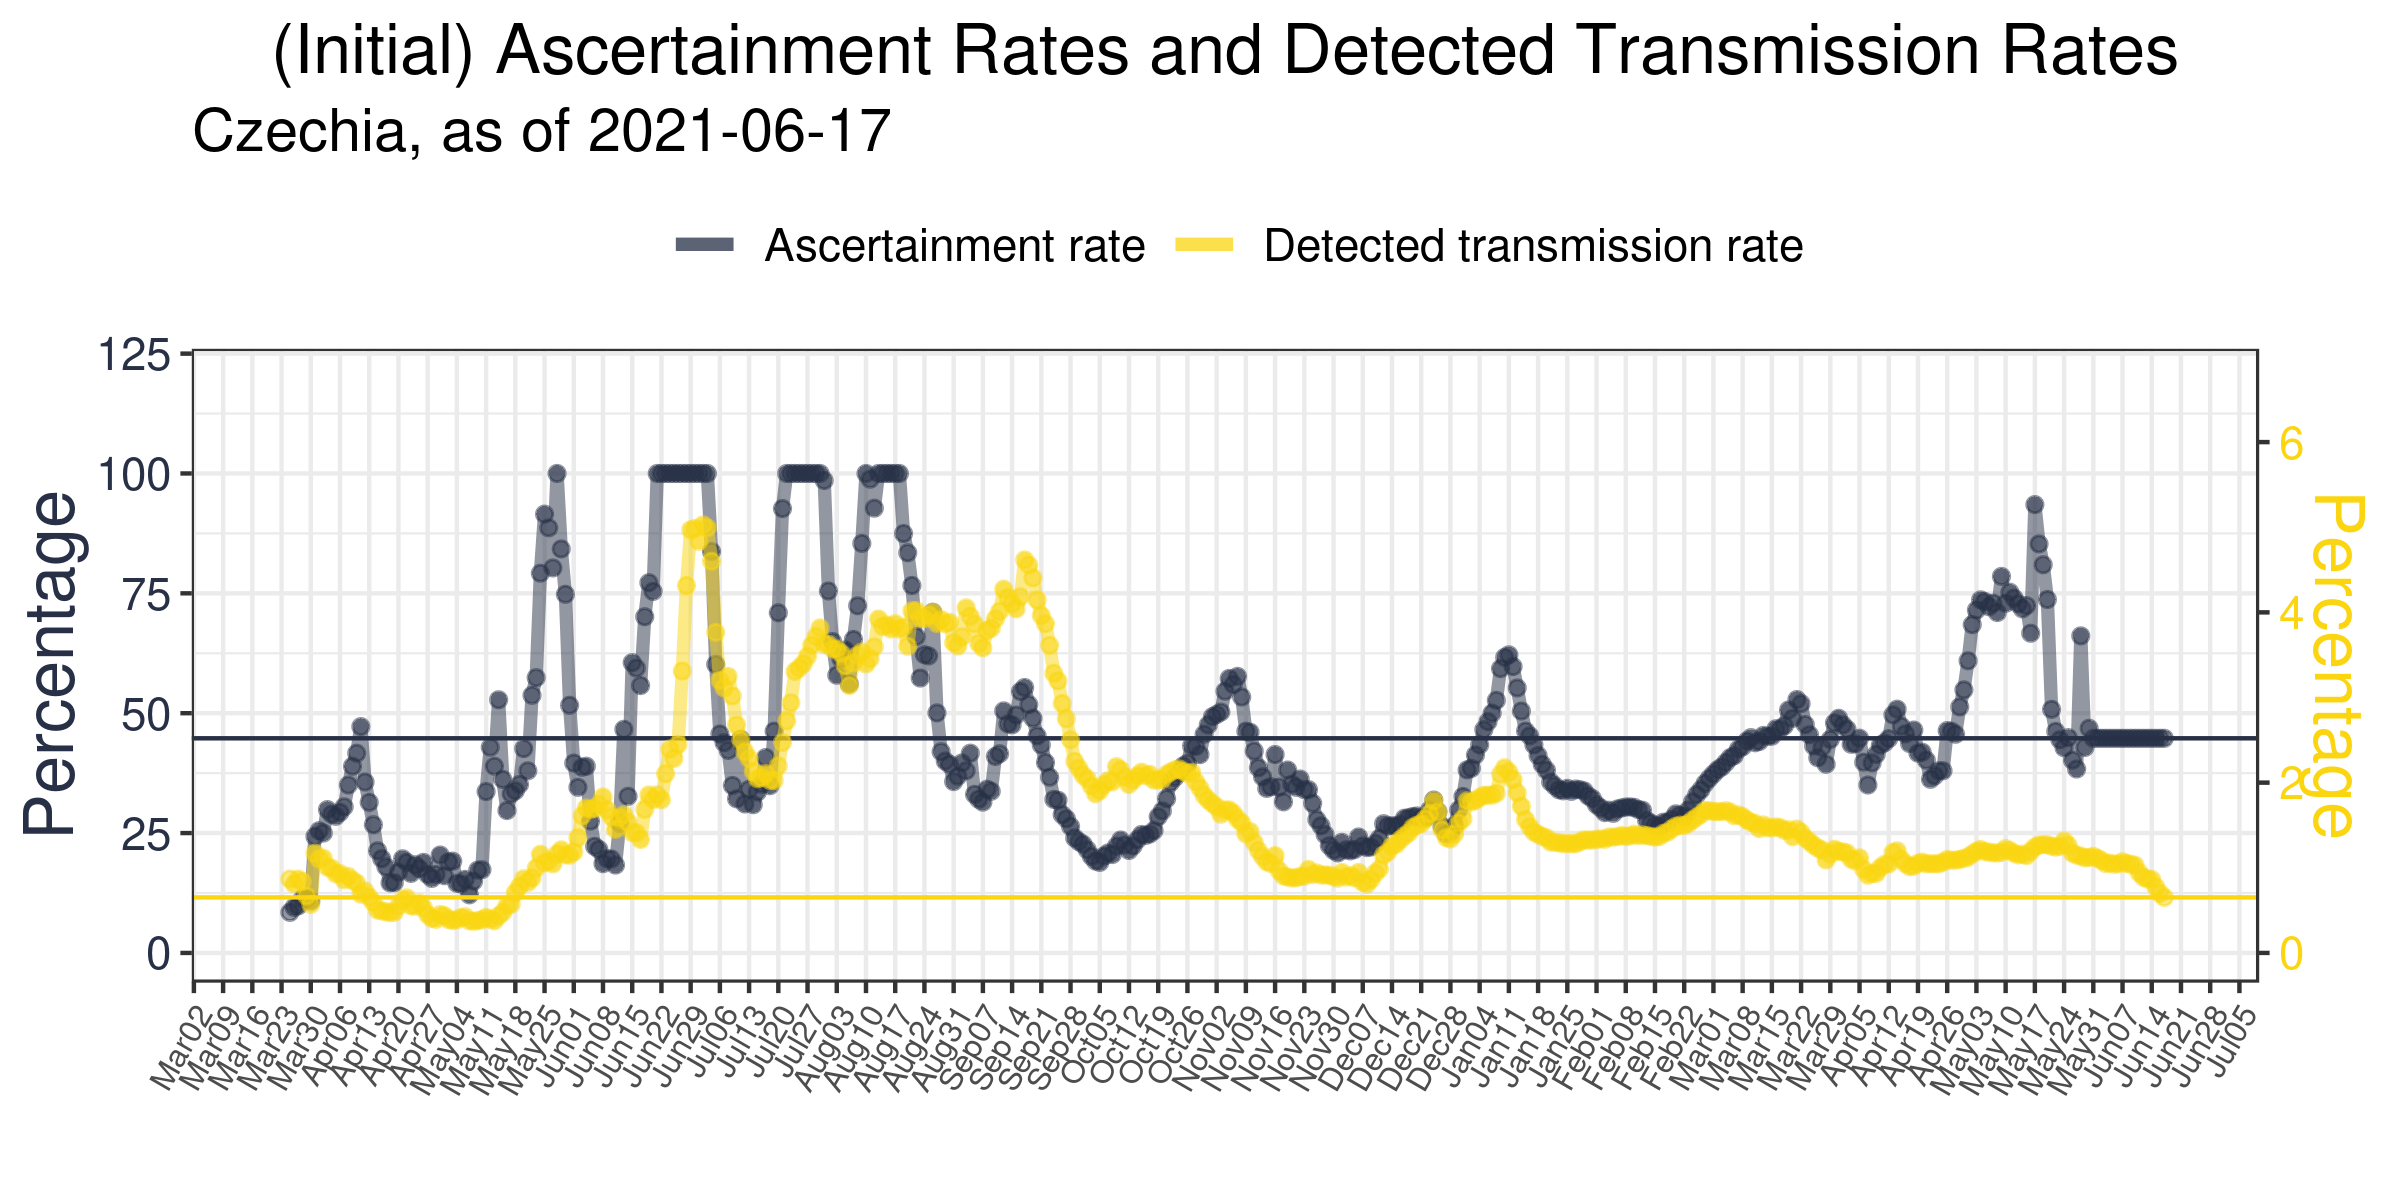 (Initial) Ascertainment Rates and Detected Transmission Rates
Czechia, as of 2021-06-17
Ascertainment rate
Detected transmission rate
Percentage
125
100
75
50
25
0
6
4
2
0
Percentage
Mar02
Mar09
Mar16
Mar23
Mar30
Apr06
Apr13
Apr20
Apr27
May04
May11
May18
May25
Jun01
Jun08
Jun15
Jun22
Jun29
Jul06
Jul13
Jul20
Jul27
Aug03
Aug10
Aug17
Aug24
Aug31
Sep07
Sep14
Sep21
Sep28
Oct05
Oct12
Oct19
Oct26
Nov02
Nov09
Nov16
Nov23
Nov30
Dec07
Dec14
Dec21
Dec28
Jan04
Jan11
Jan18
Jan25
Feb01
Feb08
Feb15
Feb22
Mar01
Mar08
Mar15
Mar22
Mar29
Apr05
Apr12
Apr19
Apr26
May03
May10
May17
May24
May31
Jun07
Jun14
Jun21
Jun28
Jul05